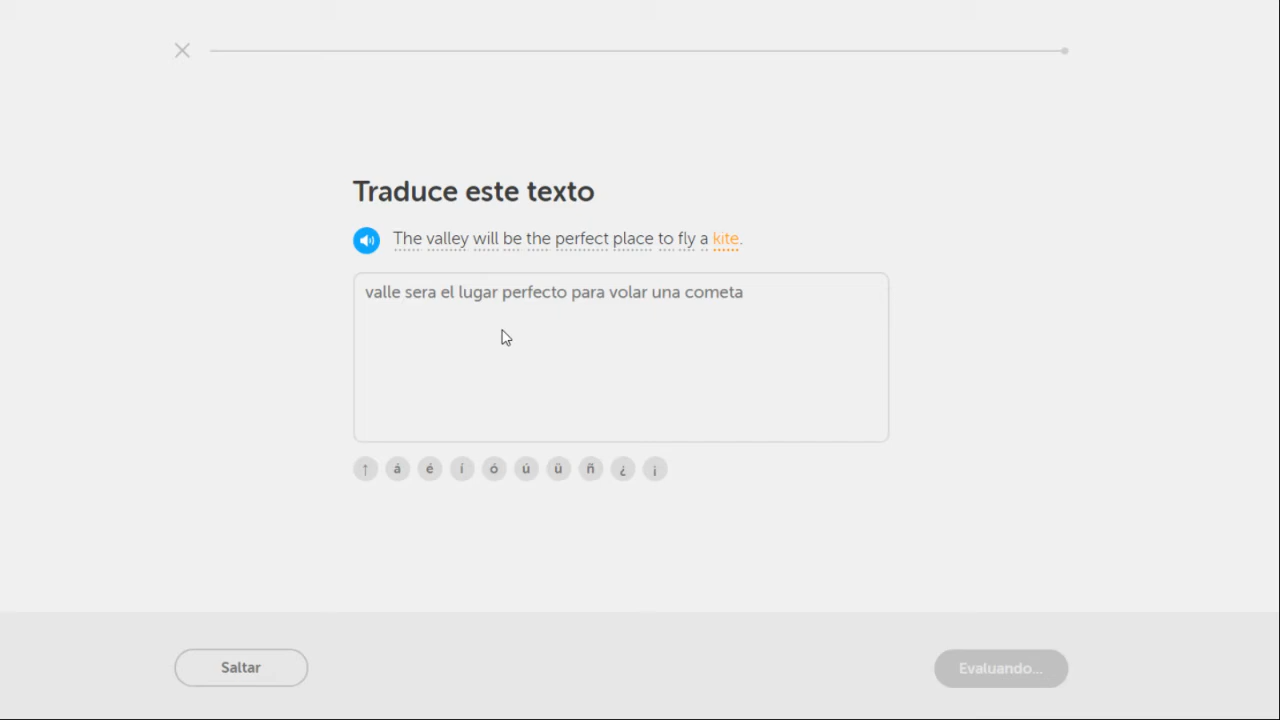 Traduce este texto
The valley will be the perfect place to fly a kite.
valle sera el lugar perfecto para volar una cometa
↑ á é í ó ú ü ñ ¿ ¡
Saltar
Evaluando...